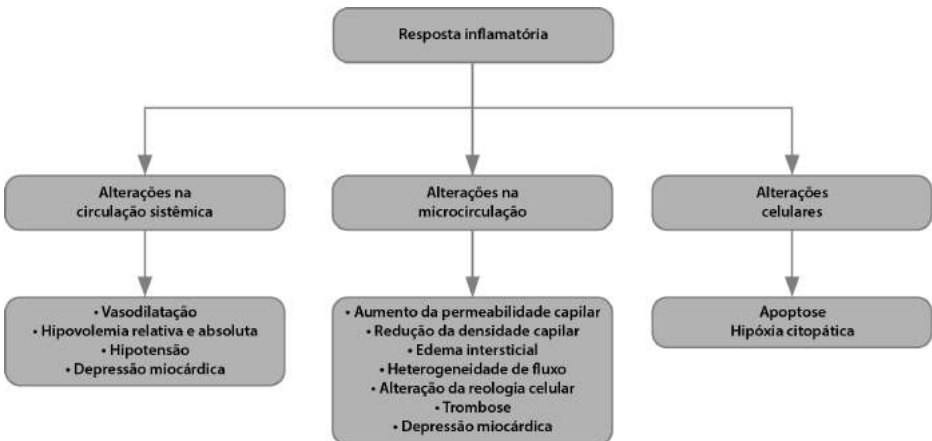 Resposta inflamatória
Alterações na
circulação sistêmica
Alterações na
microcirculação
Alterações
celulares
• Vasodilatação
• Hipovolemia relativa e absoluta
• Hipotensão
• Depressão miocárdica
• Aumento da permeabilidade capilar
• Redução da densidade capilar
• Edema intersticial
• Heterogeneidade de fluxo
• Alteração da reologia celular
• Trombose
• Depressão miocárdica
Apoptose
Hipóxia citopática